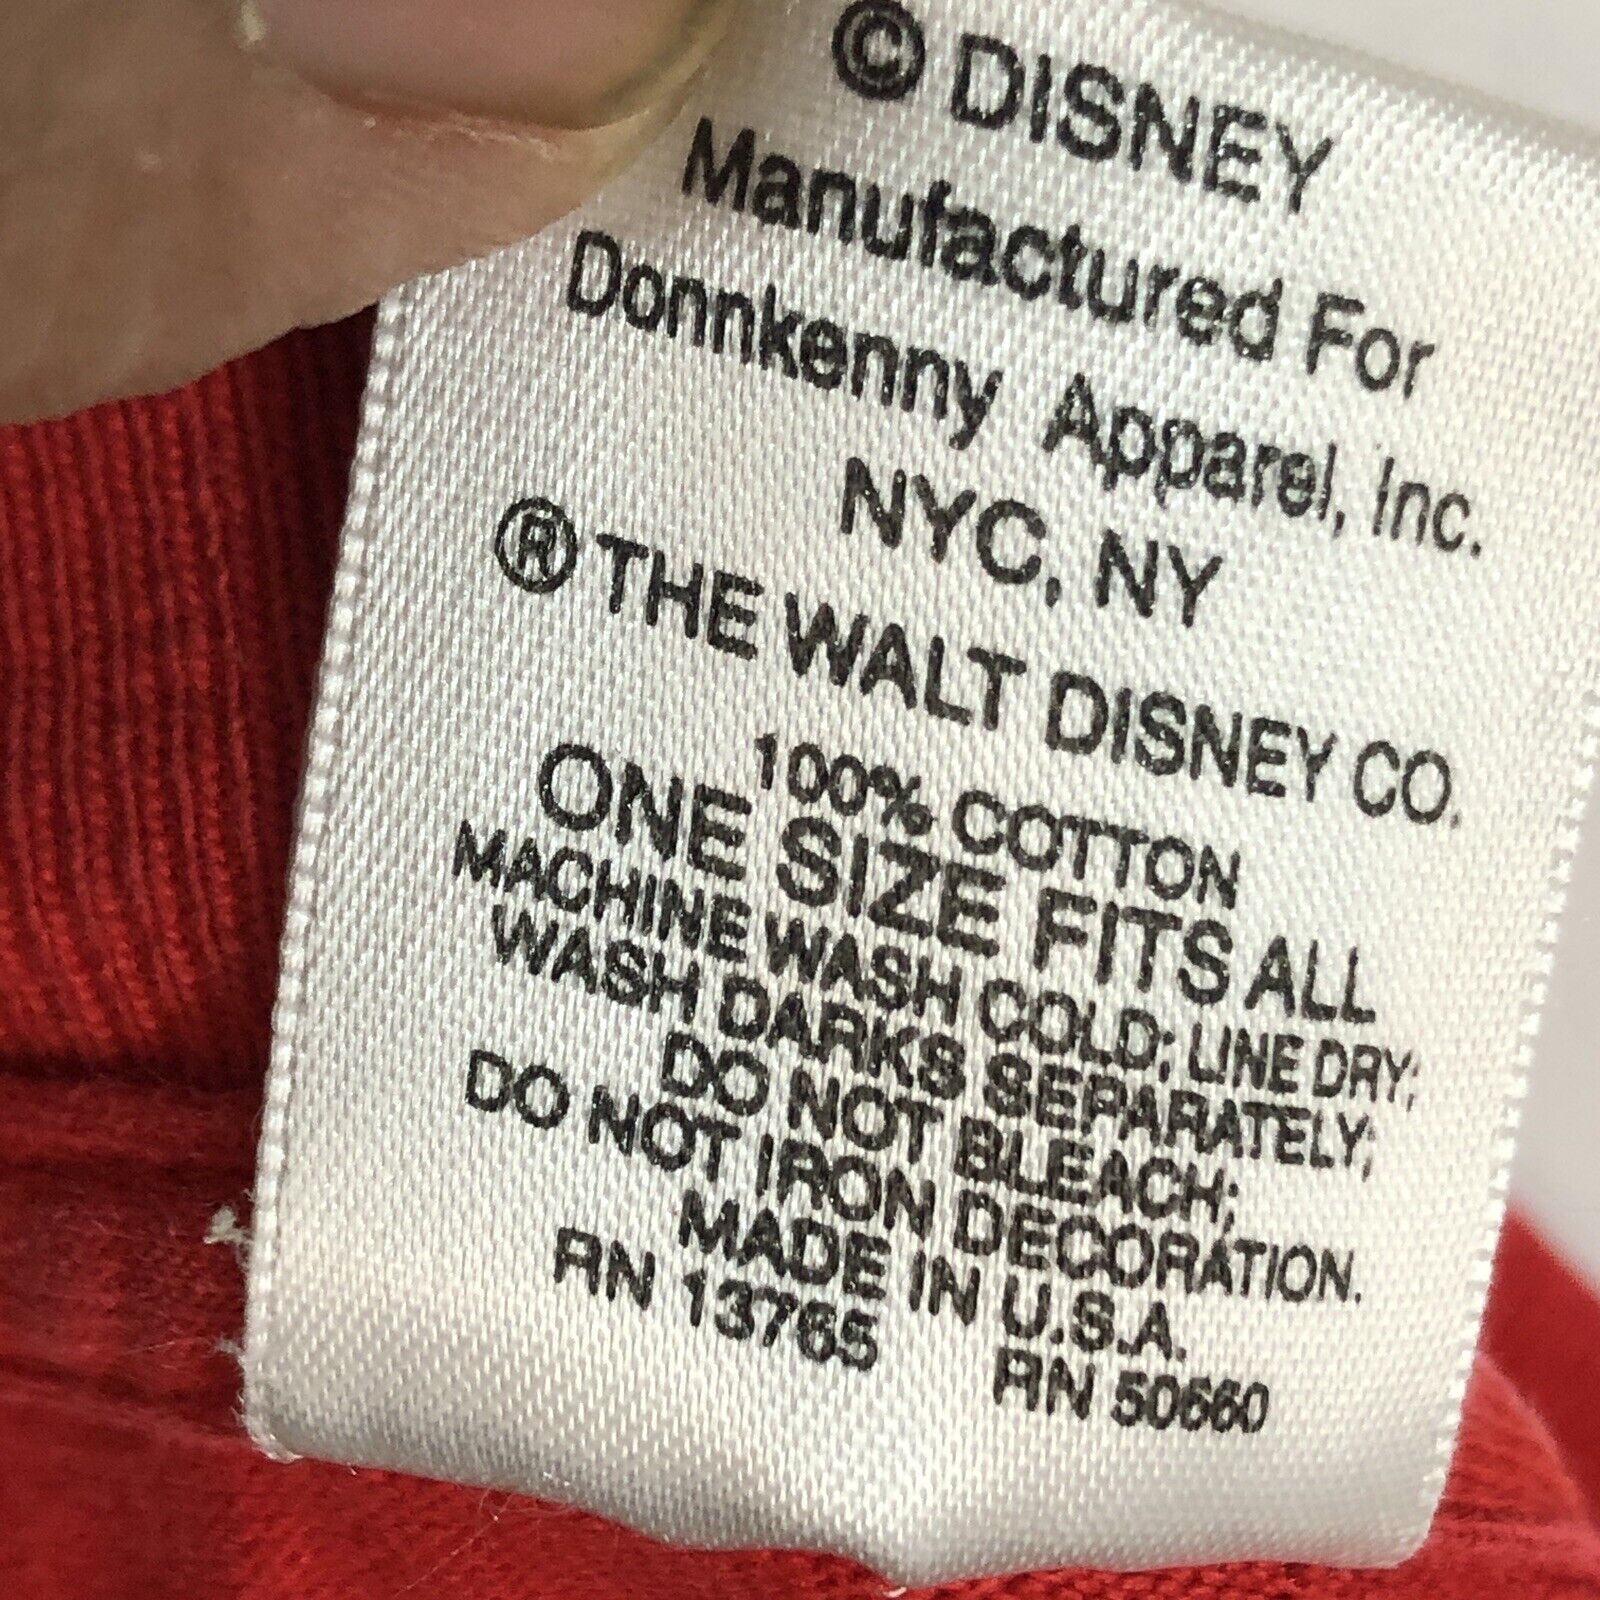 © DISNEY
Manufactured For
Donnkenny Apparel, Inc.
NYC, NY
® THE WALT DISNEY CO.
100% COTTON
ONE SIZE FITS ALL
MACHINE WASH COLD; LINE DRY;
WASH DARKS SEPARATELY;
DO NOT BLEACH;
DO NOT IRON DECORATION.
MADE IN U.S.A.
RN 13765 RN 50660